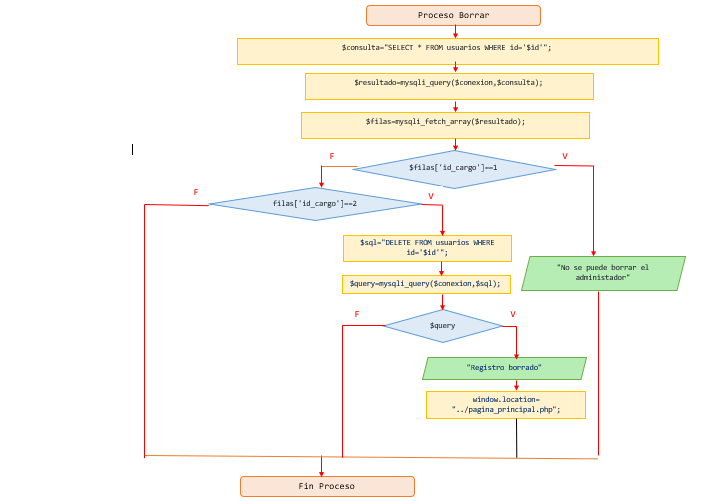 Proceso Borrar
$consulta="SELECT * FROM usuarios WHERE id='$id'";
$resultado=mysqli_query($conexion,$consulta);
$filas=mysqli_fetch_array($resultado);
F
$filas['id_cargo']==1
V
F
filas['id_cargo']==2
V
$sql="DELETE FROM usuarios WHERE
id='$id'";
"No se puede borrar el
administador"
$query=mysqli_query($conexion,$sql);
F
$query
V
"Registro borrado"
window.location=
"../pagina_principal.php";
Fin Proceso